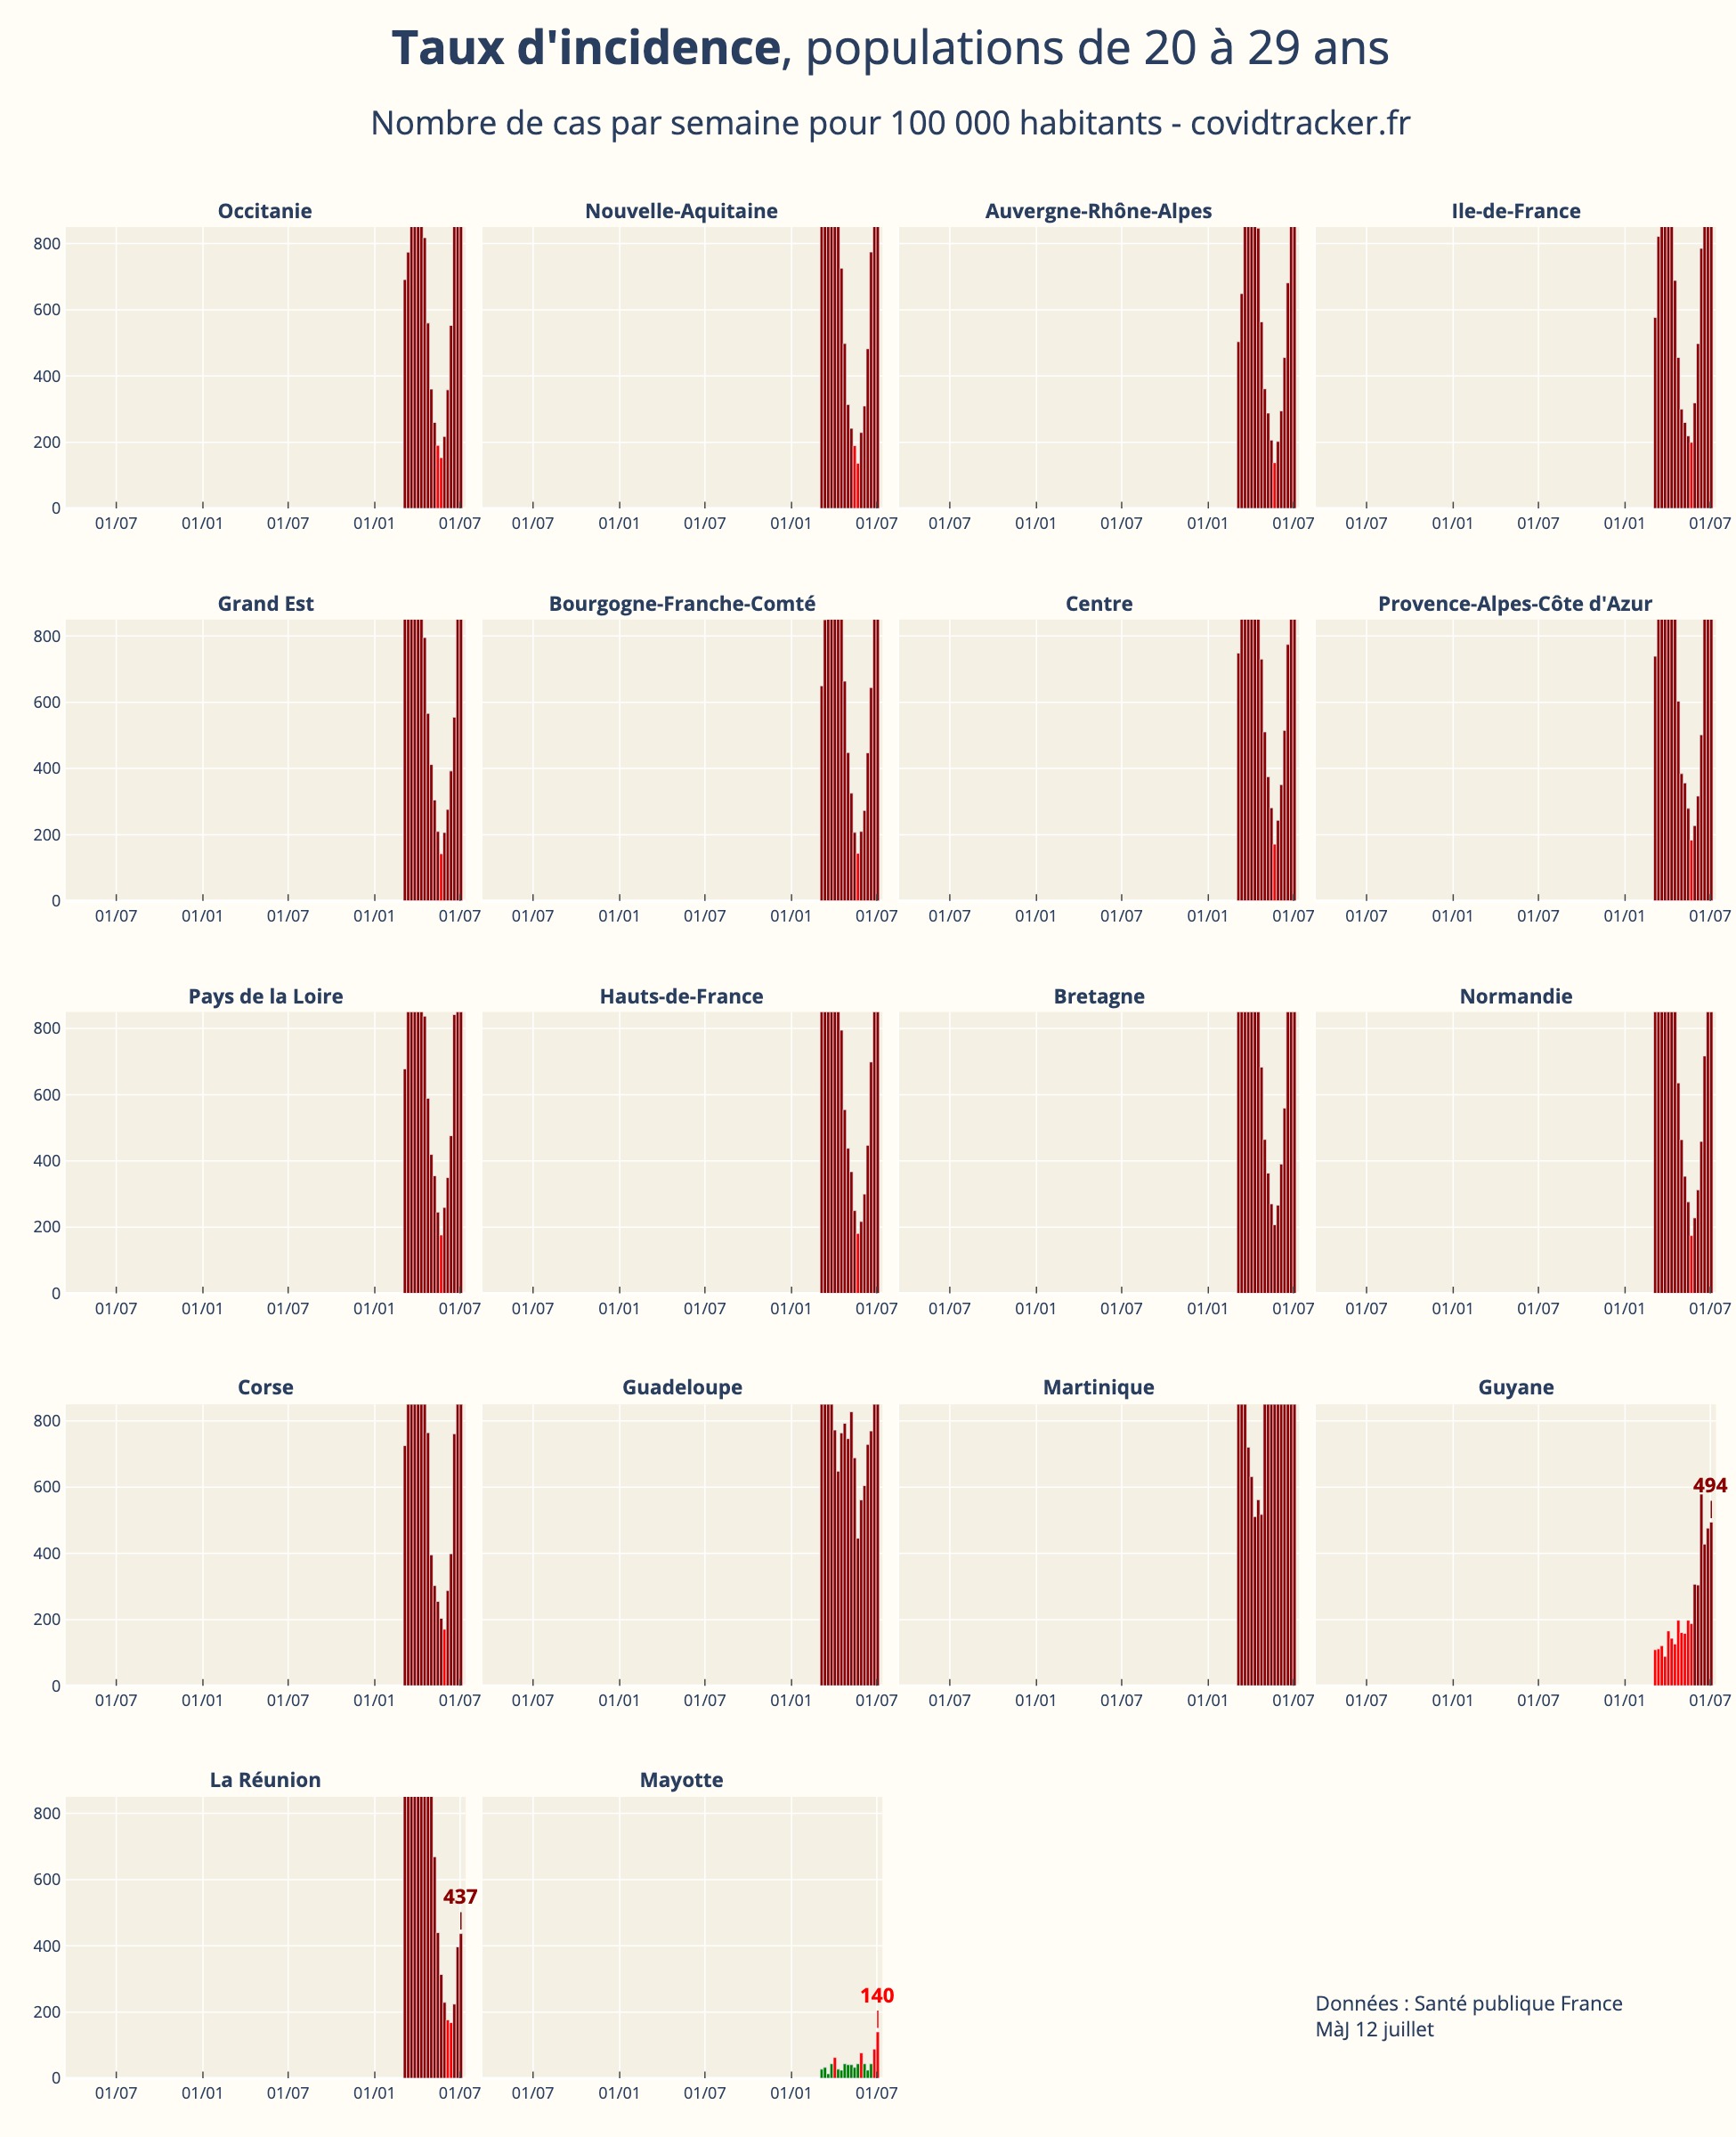 Taux d'incidence, populations de 20 à 29 ans
Nombre de cas par semaine pour 100 000 habitants - covidtracker.fr
Occitanie
Nouvelle-Aquitaine
Auvergne-Rhône-Alpes
Ile-de-France
800
600
400
200
0
01/07 01/01 01/07 01/01 01/07
01/07 01/01 01/07 01/01 01/07
01/07 01/01 01/07 01/01 01/07
01/07 01/01 01/07 01/01 01/07
Grand Est
Bourgogne-Franche-Comté
Centre
Provence-Alpes-Côte d'Azur
800
600
400
200
0
01/07 01/01 01/07 01/01 01/07
01/07 01/01 01/07 01/01 01/07
01/07 01/01 01/07 01/01 01/07
01/07 01/01 01/07 01/01 01/07
Pays de la Loire
Hauts-de-France
Bretagne
Normandie
800
600
400
200
0
01/07 01/01 01/07 01/01 01/07
01/07 01/01 01/07 01/01 01/07
01/07 01/01 01/07 01/01 01/07
01/07 01/01 01/07 01/01 01/07
Corse
Guadeloupe
Martinique
Guyane
800
600
400
200
0
494
01/07 01/01 01/07 01/01 01/07
01/07 01/01 01/07 01/01 01/07
01/07 01/01 01/07 01/01 01/07
01/07 01/01 01/07 01/01 01/07
La Réunion
Mayotte
800
600
400
200
0
437
140
01/07 01/01 01/07 01/01 01/07
01/07 01/01 01/07 01/01 01/07
Données : Santé publique France
MàJ 12 juillet